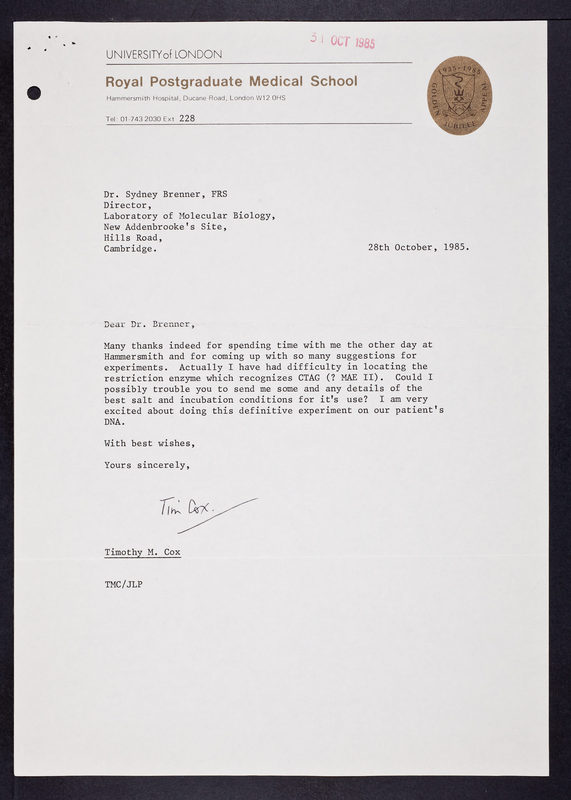 31 OCT 1985
UNIVERSITY of LONDON
Royal Postgraduate Medical School
Hammersmith Hospital, Ducane Road, London W12 0HS
Tel: 01-743 2030 Ext 228
1935-1985
GOLDEN JUBILEE APPEAL
Dr. Sydney Brenner, FRS
Director,
Laboratory of Molecular Biology,
New Addenbrooke's Site,
Hills Road,
Cambridge.
28th October, 1985.
Dear Dr. Brenner,
Many thanks indeed for spending time with me the other day at
Hammersmith and for coming up with so many suggestions for
experiments. Actually I have had difficulty in locating the
restriction enzyme which recognizes CTAG (? MAE II). Could I
possibly trouble you to send me some and any details of the
best salt and incubation conditions for it's use? I am very
excited about doing this definitive experiment on our patient's
DNA.
With best wishes,
Yours sincerely,
Tim Cox.
Timothy M. Cox
TMC/JLP